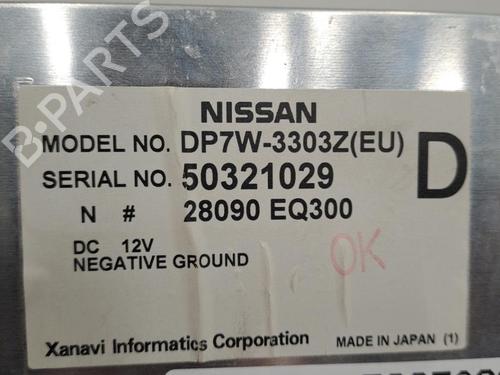 B-PARTS
NISSAN
MODEL NO. DP7W-3303Z(EU)
D
SERIAL NO. 50321029
N # 28090 EQ300
DC 12V
NEGATIVE GROUND
OK
Xanavi Informatics Corporation MADE IN JAPAN (1)